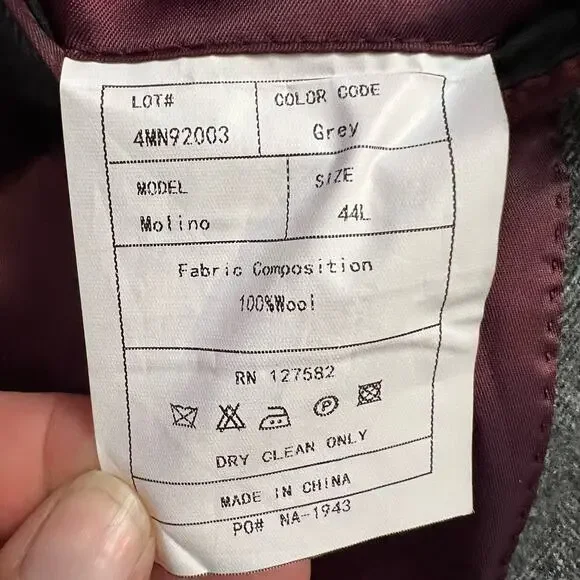 LOT#
4MN92003
COLOR CODE
Grey
MODEL
Molino
SIZE
44L
Fabric Composition
100%Wool
RN 127582
P
DRY CLEAN ONLY
MADE IN CHINA
PO# NA-1943